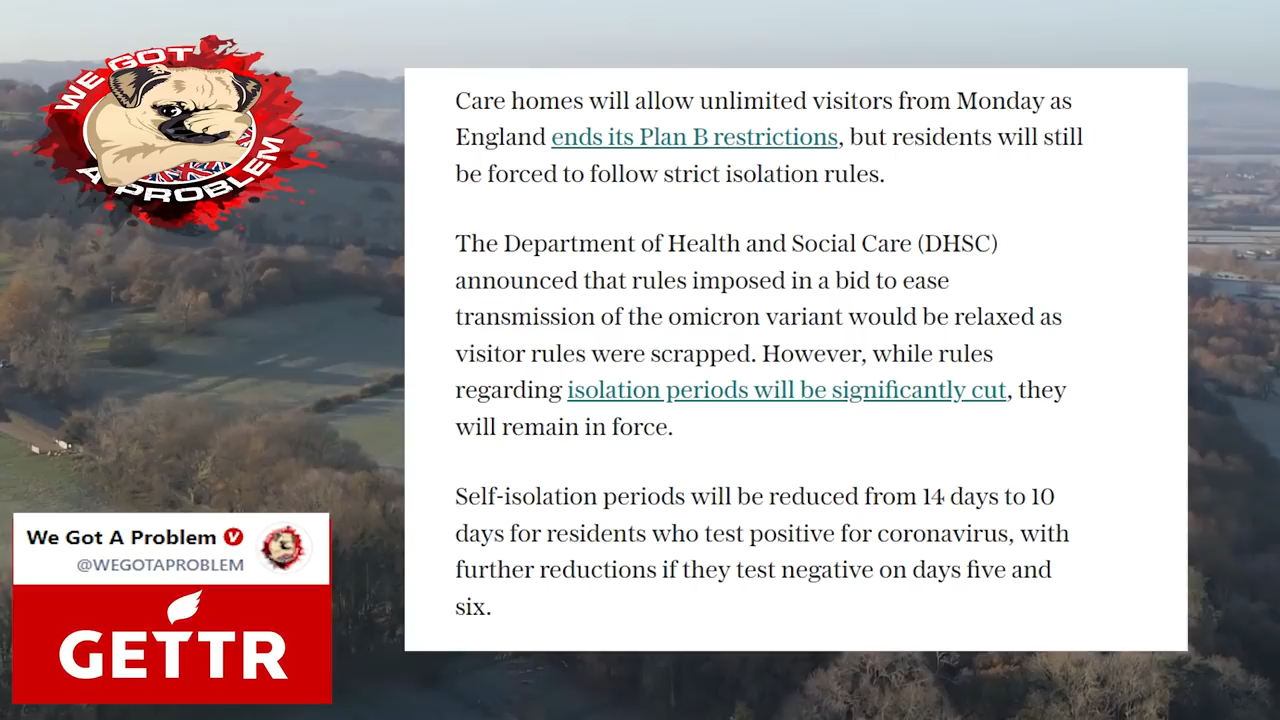 WE GOT
A PROBLEM
Care homes will allow unlimited visitors from Monday as
England ends its Plan B restrictions, but residents will still
be forced to follow strict isolation rules.
The Department of Health and Social Care (DHSC)
announced that rules imposed in a bid to ease
transmission of the omicron variant would be relaxed as
visitor rules were scrapped. However, while rules
regarding isolation periods will be significantly cut, they
will remain in force.
Self-isolation periods will be reduced from 14 days to 10
days for residents who test positive for coronavirus, with
further reductions if they test negative on days five and
six.
We Got A Problem V
@WEGOTAPROBLEM
GETTR